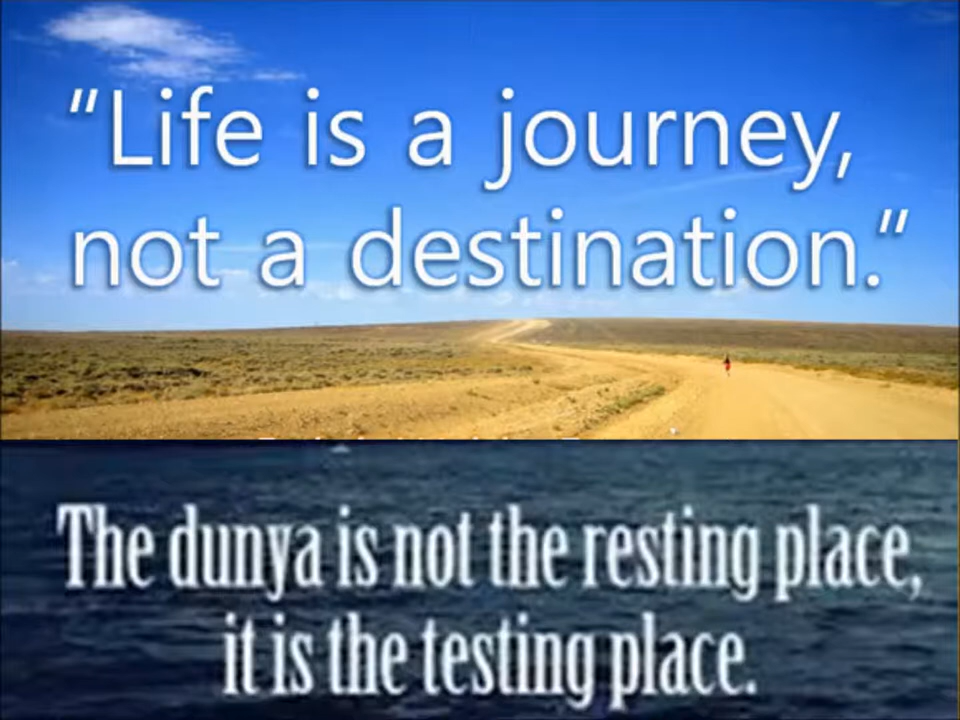 “Life is a journey,
not a destination.”
The dunya is not the resting place,
it is the testing place.